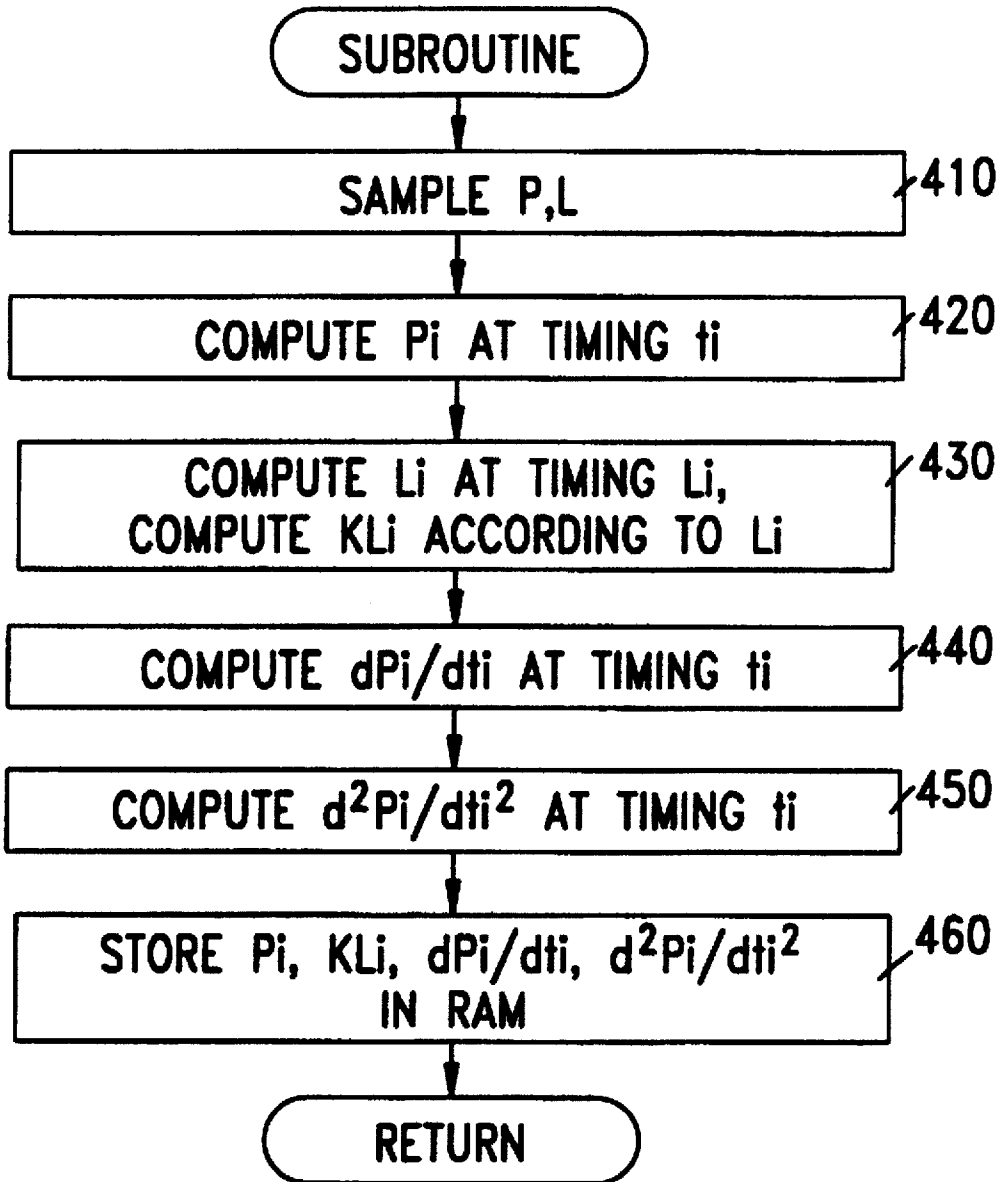 SUBROUTINE
SAMPLE P,L
410
COMPUTE Pi AT TIMING ti
420
COMPUTE Li AT TIMING Li,
COMPUTE KLi ACCORDING TO Li
430
COMPUTE dPi/dti AT TIMING ti
440
COMPUTE d²Pi/dti² AT TIMING ti
450
STORE Pi, KLi, dPi/dti, d²Pi/dti²
IN RAM
460
RETURN